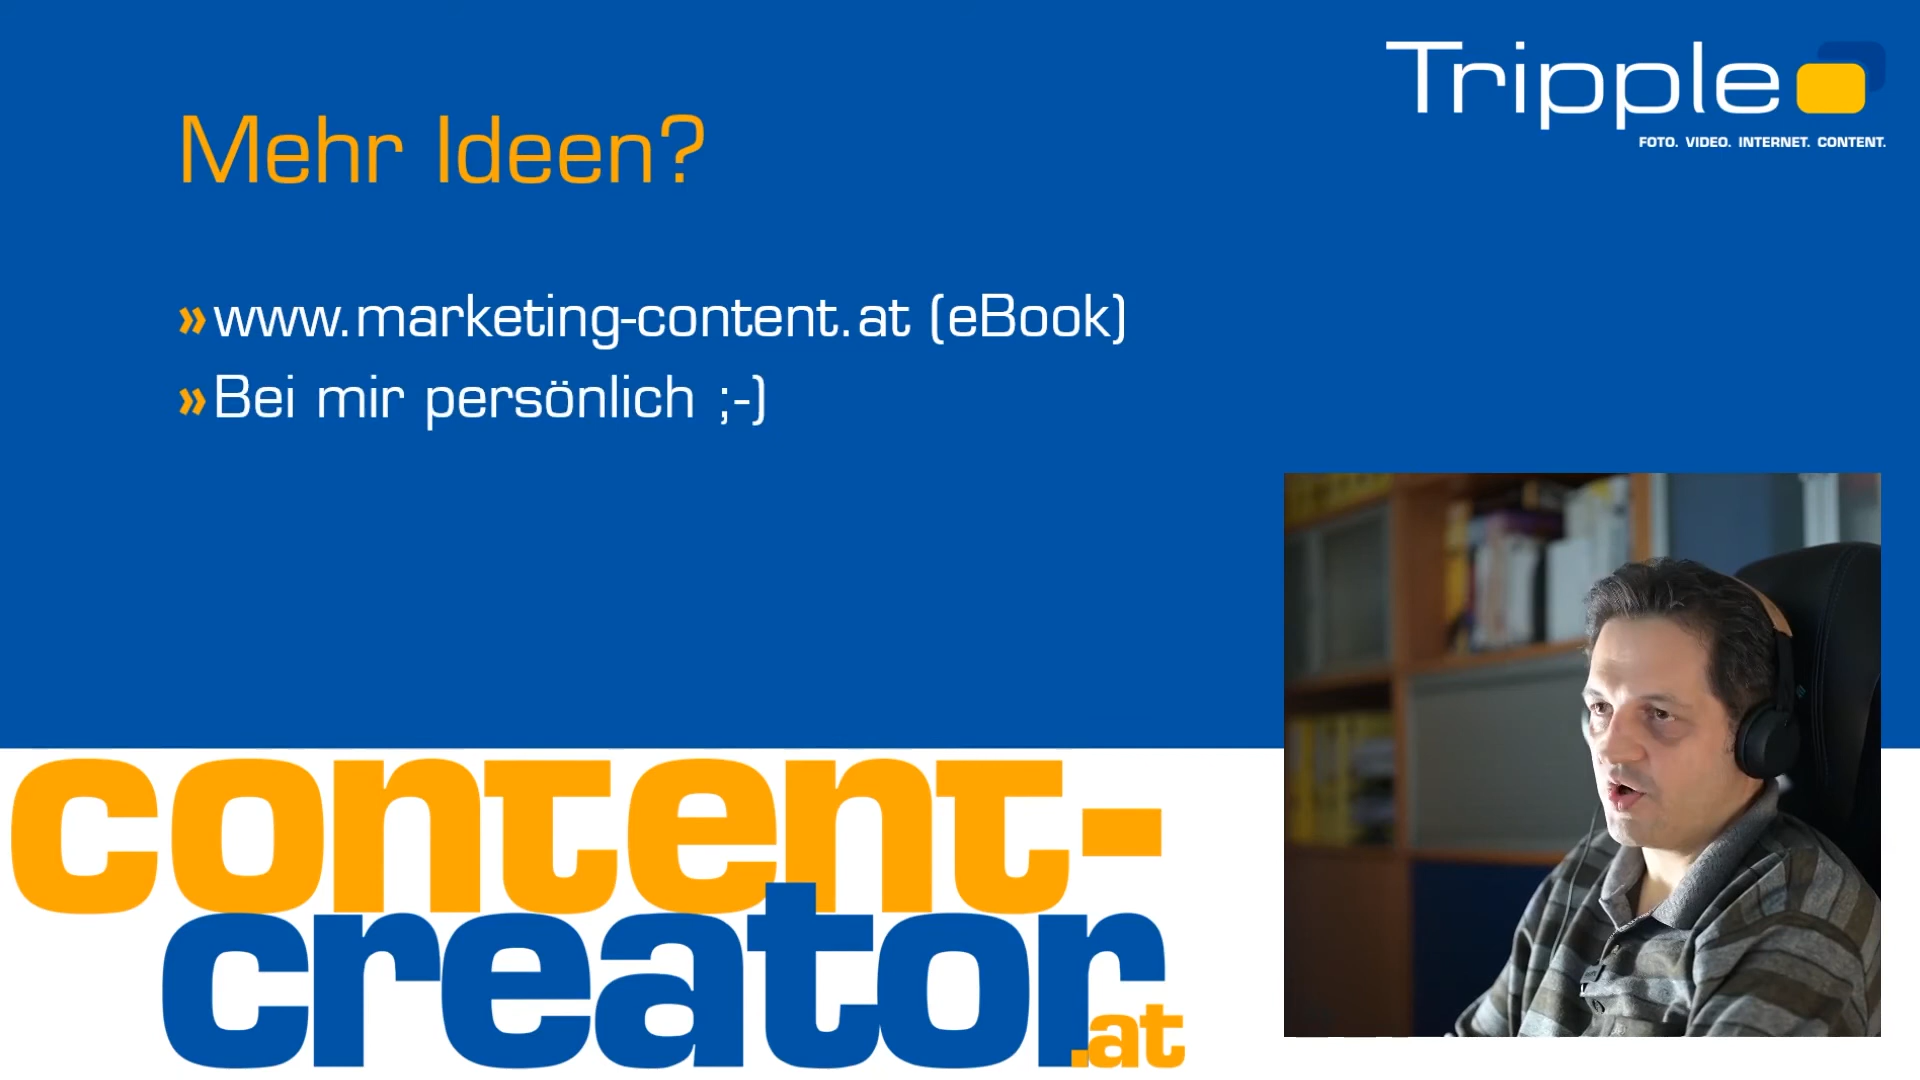 Tripple
FOTO. VIDEO. INTERNET. CONTENT.
Mehr Ideen?
»www.marketing-content.at (eBook)
»Bei mir persönlich ;-)
content-
creator.at